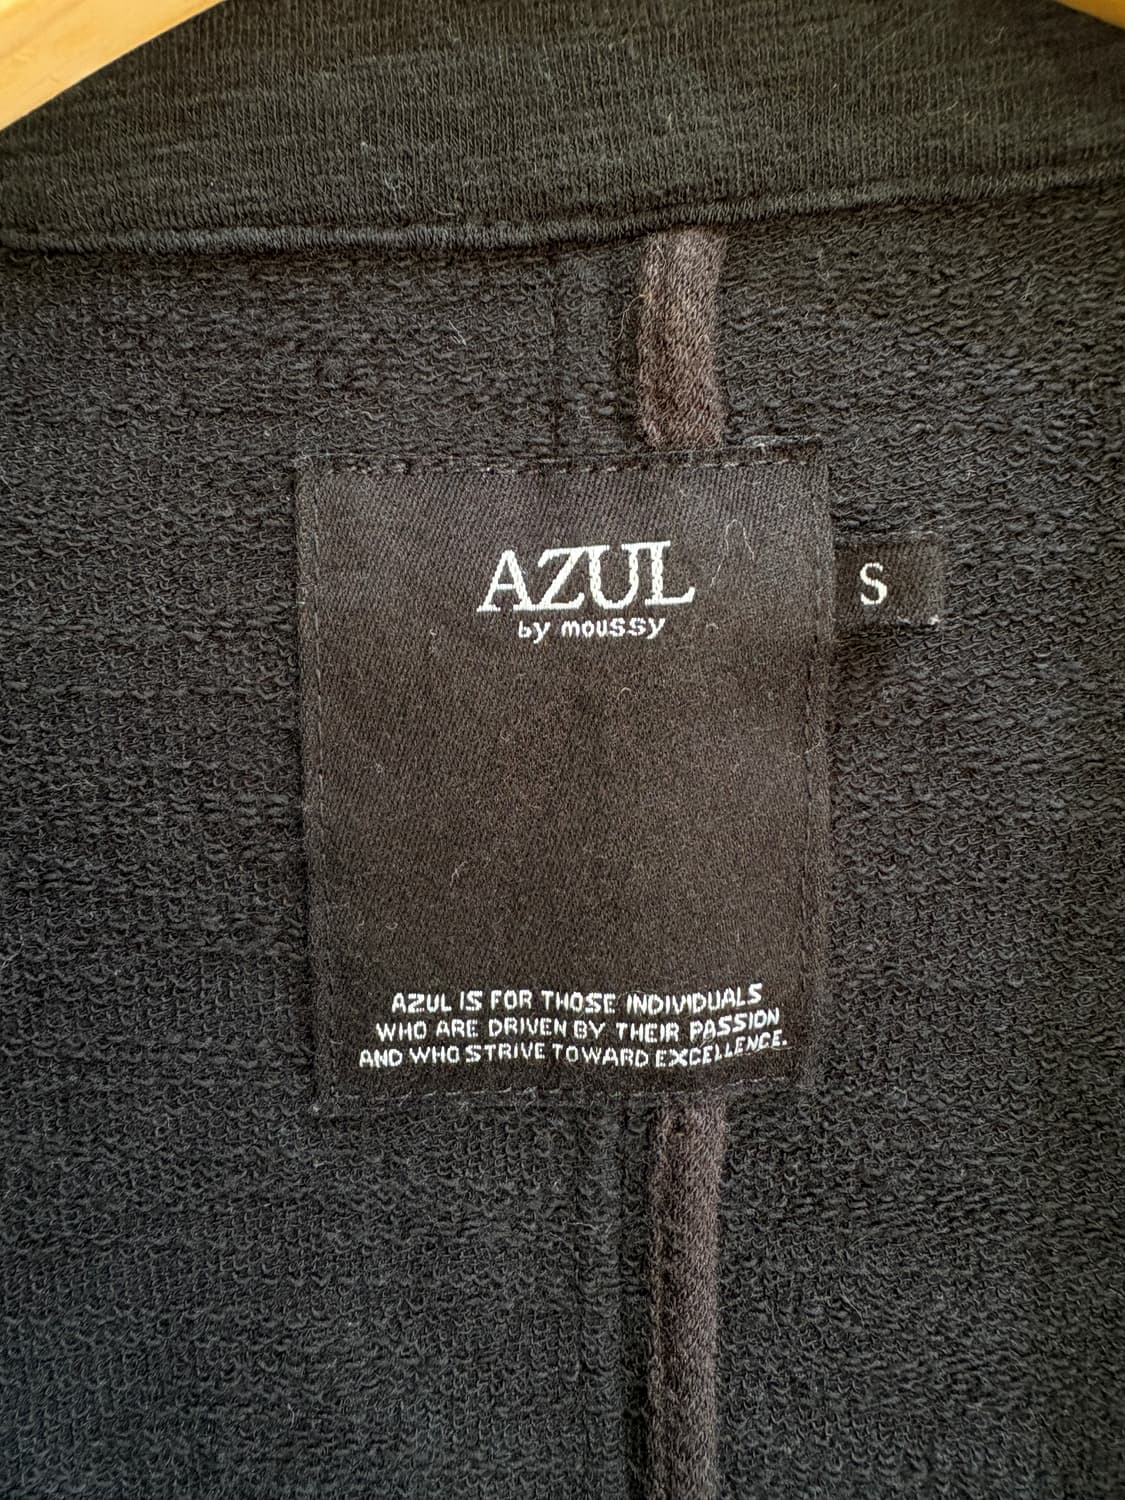 AZUL
by moussy
S
AZUL IS FOR THOSE INDIVIDUALS
WHO ARE DRIVEN BY THEIR PASSION
AND WHO STRIVE TOWARD EXCELLENCE.